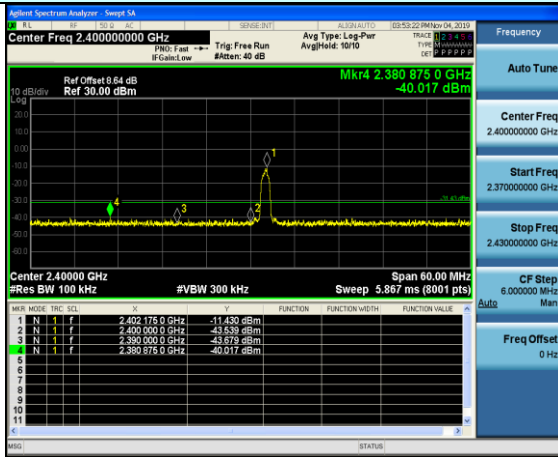 Agilent Spectrum Analyzer - Swept SA
RL RF 50 Ω AC SENSE:INT ALIGN AUTO 03:53:22 PM Nov 04, 2019
Center Freq 2.400000000 GHz
PNO: Fast
IFGain:Low
Trig: Free Run
#Atten: 40 dB
Avg Type: Log-Pwr
Avg|Hold: 10/10
TRACE 1 2 3 4 5 6
TYPE M
DET P P P P P P
Ref Offset 8.64 dB
Ref 30.00 dBm
10 dB/div
Log
Mkr4 2.380 875 0 GHz
-40.017 dBm
20.0
10.0
0.00
-10.0
-20.0
-30.0
-40.0
-50.0
-60.0
1
2
3
4
-31.43 dBm
Center 2.40000 GHz
#Res BW 100 kHz
#VBW 300 kHz
Span 60.00 MHz
Sweep 5.867 ms (8001 pts)
MKR MODE TRC SCL X Y FUNCTION FUNCTION WIDTH FUNCTION VALUE
1 N 1 f 2.402 175 0 GHz -11.430 dBm
2 N 1 f 2.400 000 0 GHz -43.539 dBm
3 N 1 f 2.390 000 0 GHz -43.679 dBm
4 N 1 f 2.380 875 0 GHz -40.017 dBm
5
6
7
8
9
10
11
MSG STATUS
Frequency
Auto Tune
Center Freq
2.400000000 GHz
Start Freq
2.370000000 GHz
Stop Freq
2.430000000 GHz
CF Step
6.000000 MHz
Auto Man
Freq Offset
0 Hz